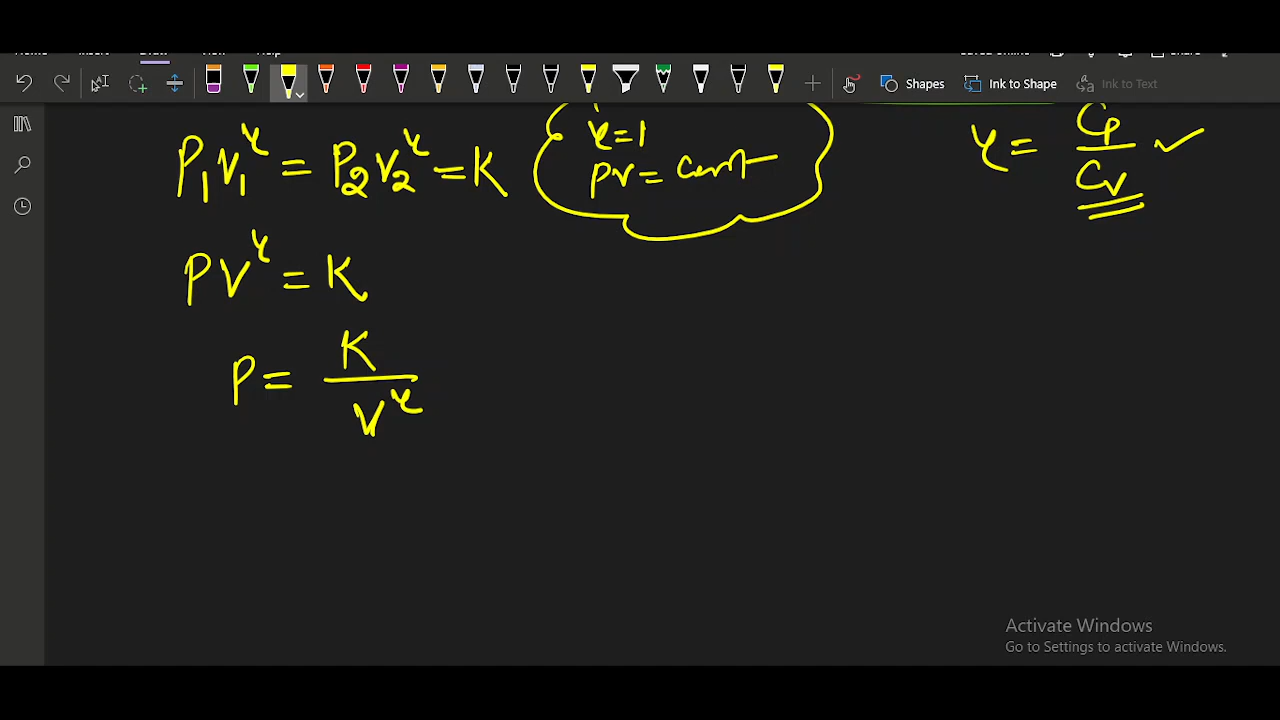 Shapes Ink to Shape Ink to Text
P₁V₁^γ = P₂V₂^γ = K
γ = 1
PV = Const
γ = Cp/Cv ✓
PV^γ = K
P = K/V^γ
Activate Windows
Go to Settings to activate Windows.